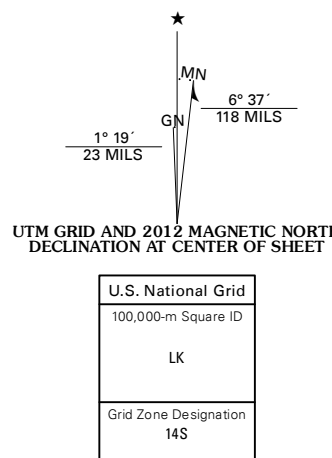 ★
MN
GN
6° 37´
118 MILS
1° 19´
23 MILS
UTM GRID AND 2012 MAGNETIC NORTH
DECLINATION AT CENTER OF SHEET
U.S. National Grid
100,000-m Square ID
LK
Grid Zone Designation
14S